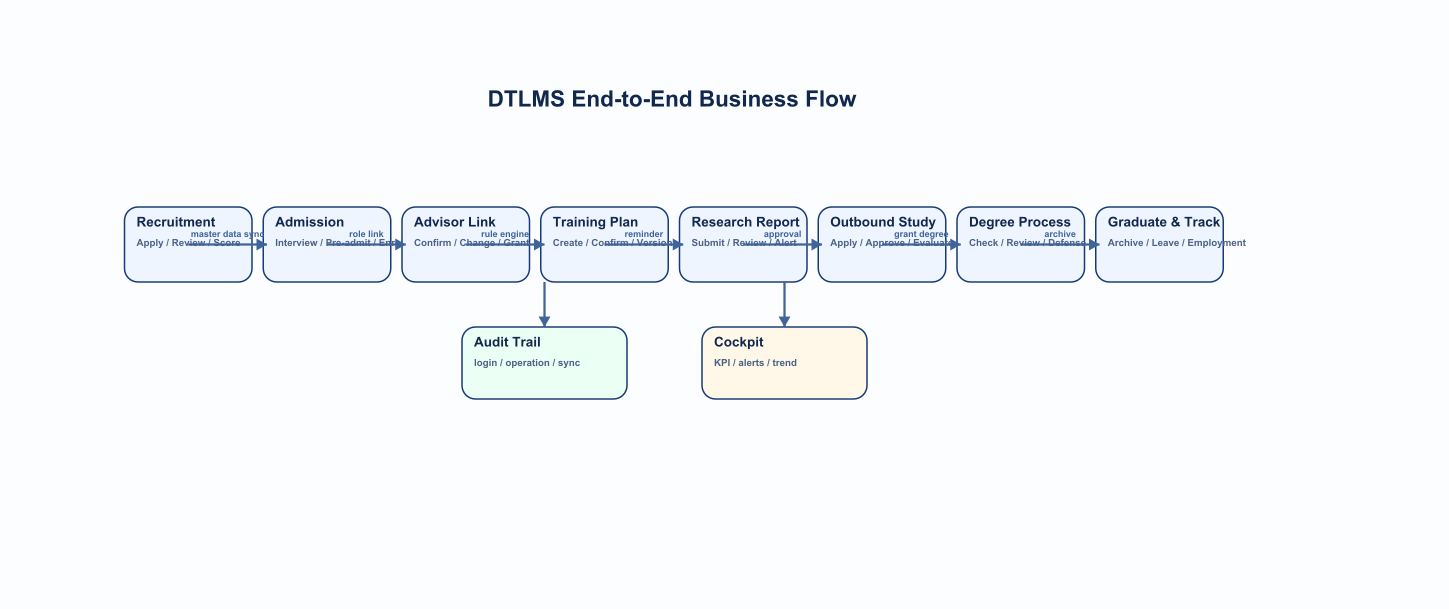 DTLMS End-to-End Business Flow
Recruitment
master data sync
Apply / Review / Score
Admission
role link
Interview / Pre-admit /
Advisor Link
rule engine
Confirm / Change / Grant
Training Plan
reminder
Create / Confirm / Version
Research Report
approval
Submit / Review / Alert
Outbound Study
grant degree
Apply / Approve / Evaluate
Degree Process
archive
Check / Review / Defense
Graduate & Track
Archive / Leave / Employment
Audit Trail
login / operation / sync
Cockpit
KPI / alerts / trend